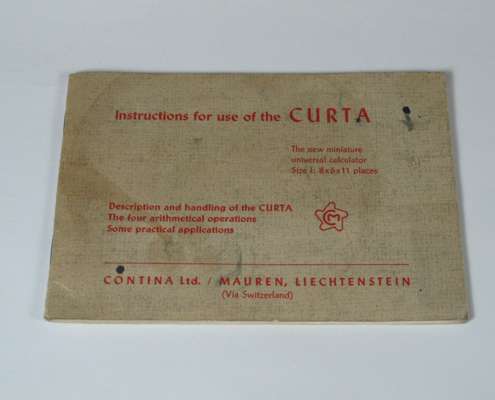 Instructions for use of the CURTA
The new miniature
universal calculator
Size I: 8x6x11 places
Description and handling of the CURTA
The four arithmetical operations
Some practical applications
CM
CONTINA Ltd. / MAUREN, LIECHTENSTEIN
(Via Switzerland)